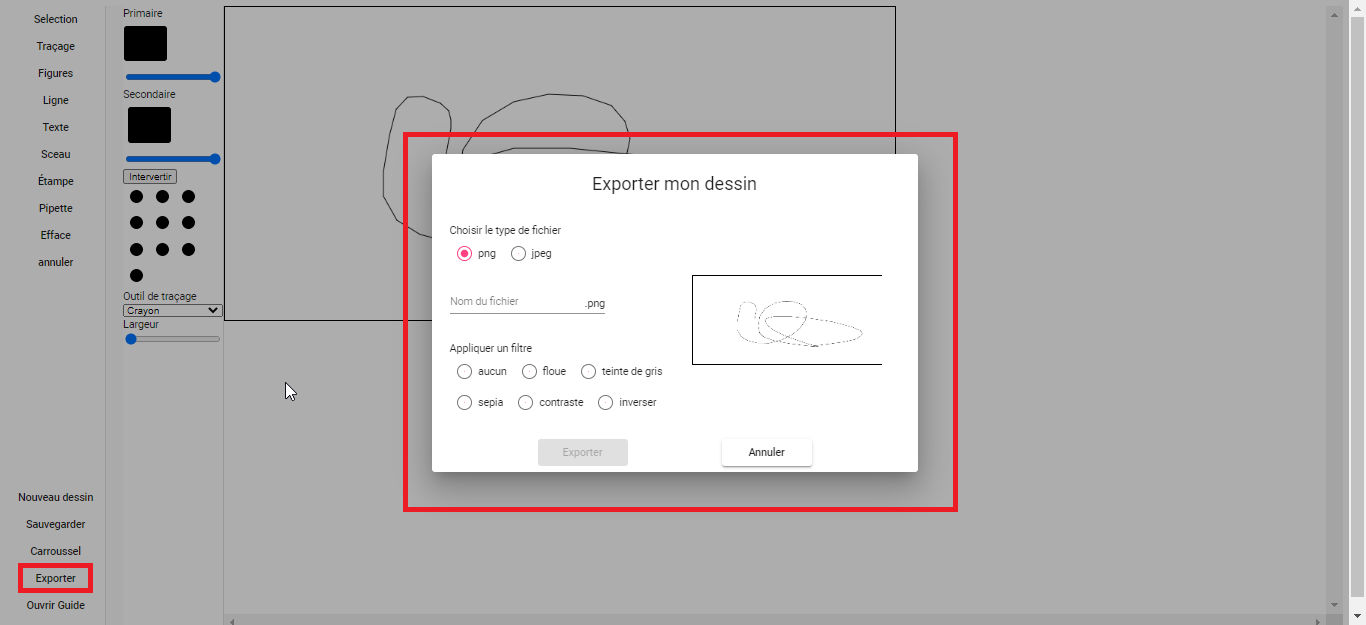 Selection
Traçage
Figures
Ligne
Texte
Sceau
Étampe
Pipette
Efface
annuler
Nouveau dessin
Sauvegarder
Carroussel
Exporter
Ouvrir Guide
Primaire
Secondaire
Intervertir
Outil de traçage
Crayon
Largeur
Exporter mon dessin
Choisir le type de fichier
png jpeg
Nom du fichier .png
Appliquer un filtre
aucun floue teinte de gris
sepia contraste inverser
Exporter Annuler